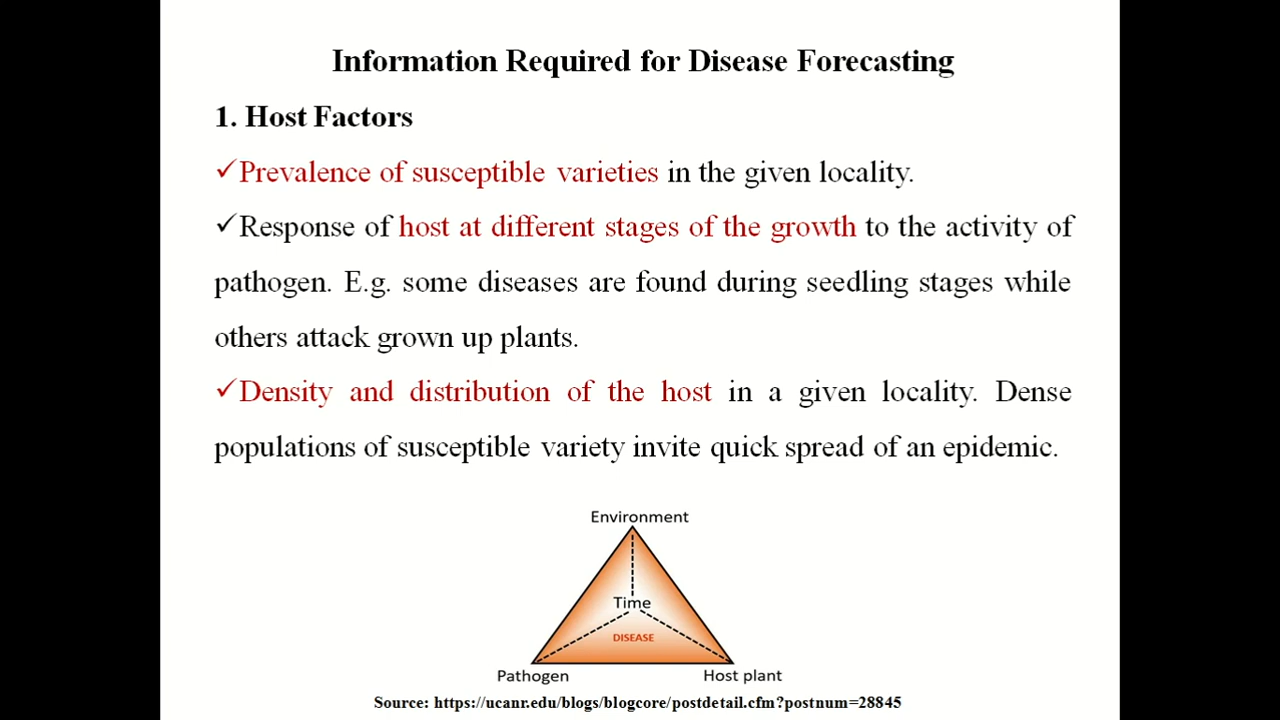 Information Required for Disease Forecasting
1. Host Factors
✓Prevalence of susceptible varieties in the given locality.
✓Response of host at different stages of the growth to the activity of
pathogen. E.g. some diseases are found during seedling stages while
others attack grown up plants.
✓Density and distribution of the host in a given locality. Dense
populations of susceptible variety invite quick spread of an epidemic.
Environment
Time
DISEASE
Pathogen
Host plant
Source: https://ucanr.edu/blogs/blogcore/postdetail.cfm?postnum=28845